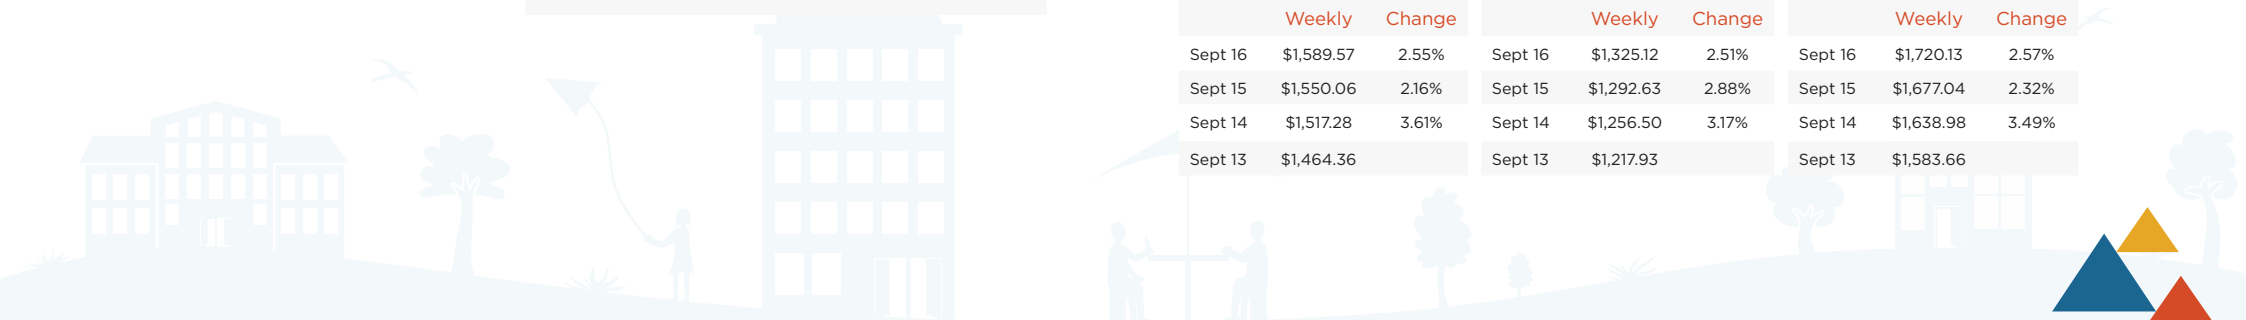 Weekly Change Weekly Change Weekly Change
Sept 16 $1,589.57 2.55% Sept 16 $1,325.12 2.51% Sept 16 $1,720.13 2.57%
Sept 15 $1,550.06 2.16% Sept 15 $1,292.63 2.88% Sept 15 $1,677.04 2.32%
Sept 14 $1,517.28 3.61% Sept 14 $1,256.50 3.17% Sept 14 $1,638.98 3.49%
Sept 13 $1,464.36 Sept 13 $1,217.93 Sept 13 $1,583.66